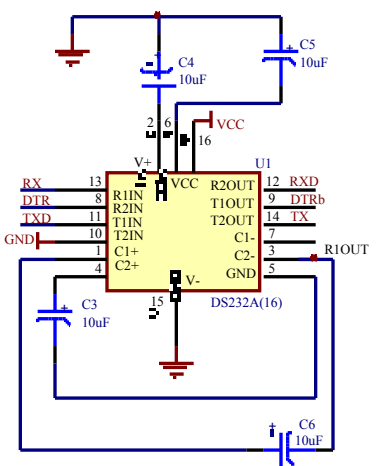 C4
10uF
C5
10uF
2
6
16
VCC
V+
VCC
U1
RX
13
R1IN
R2OUT
12
RXD
DTR
8
R2IN
T1OUT
9
DTRb
TXD
11
T1IN
T2OUT
14
TX
GND
10
T2IN
C1-
7
1
C1+
C2-
3
R1OUT
4
C2+
GND
5
V-
15
DS232A(16)
C3
10uF
C6
10uF